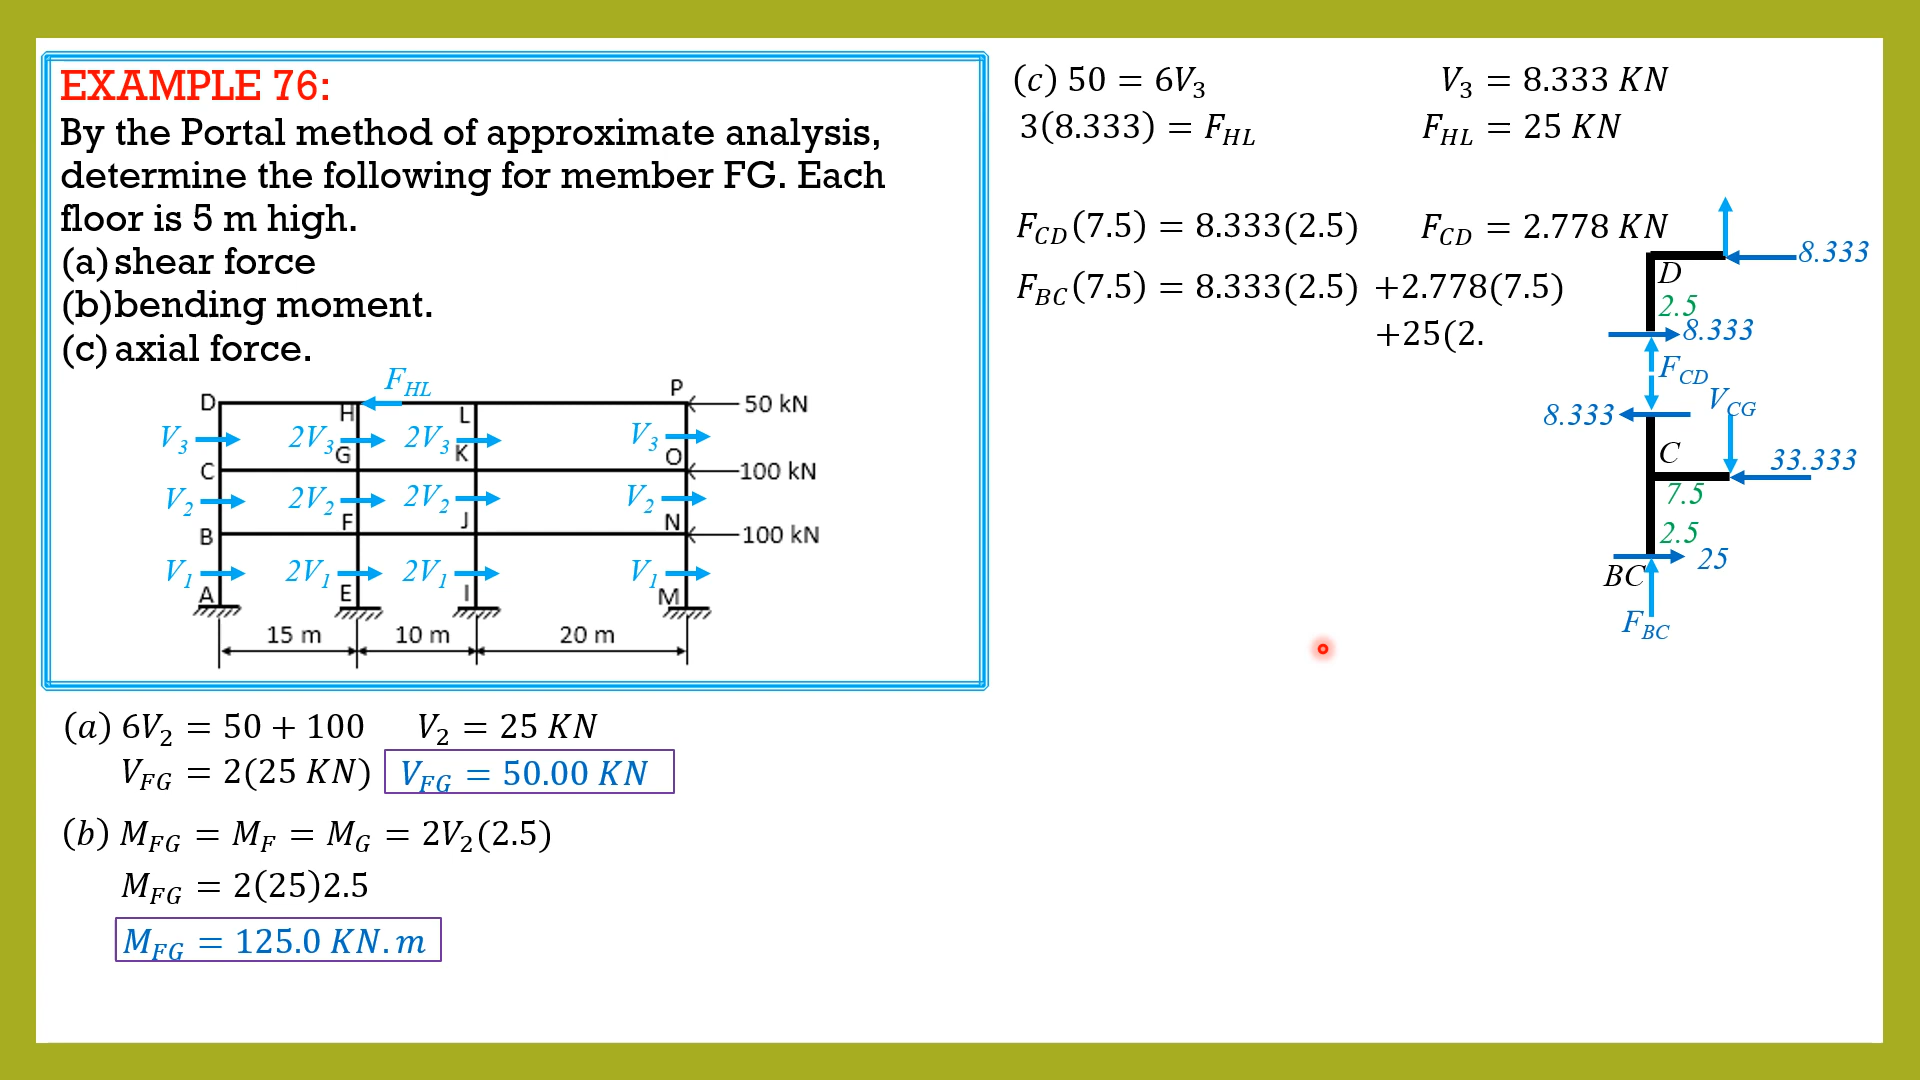 EXAMPLE 76:
By the Portal method of approximate analysis,
determine the following for member FG. Each
floor is 5 m high.
(a) shear force
(b) bending moment.
(c) axial force.
F_HL
D H L P 50 kN
V_3 2V_3 2V_3 V_3
C G K O 100 kN
V_2 2V_2 2V_2 V_2
B F J N 100 kN
V_1 2V_1 2V_1 V_1
A E I M
15 m 10 m 20 m
(a) 6V_2 = 50 + 100 V_2 = 25 KN
V_FG = 2(25 KN) V_FG = 50.00 KN
(b) M_FG = M_F = M_G = 2V_2(2.5)
M_FG = 2(25)2.5
M_FG = 125.0 KN.m
(c) 50 = 6V_3 V_3 = 8.333 KN
3(8.333) = F_HL F_HL = 25 KN
F_CD(7.5) = 8.333(2.5) F_CD = 2.778 KN
F_BC(7.5) = 8.333(2.5) +2.778(7.5)
+25(2.
8.333
D
2.5
8.333
F_CD
V_CG
8.333
C
33.333
7.5
2.5
25
BC
F_BC